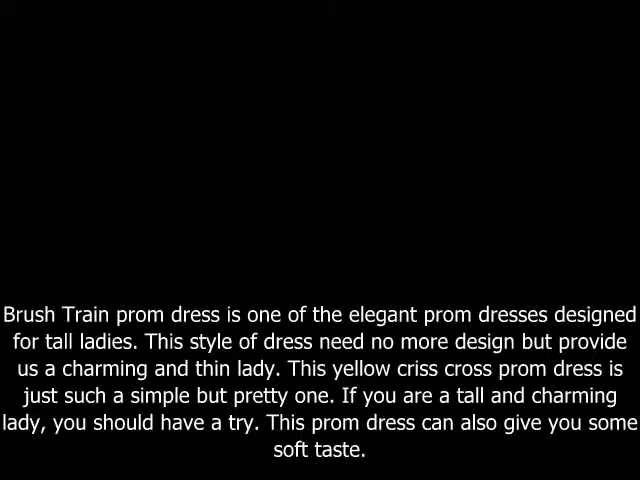 Brush Train prom dress is one of the elegant prom dresses designed
for tall ladies. This style of dress need no more design but provide
us a charming and thin lady. This yellow criss cross prom dress is
just such a simple but pretty one. If you are a tall and charming
lady, you should have a try. This prom dress can also give you some
soft taste.